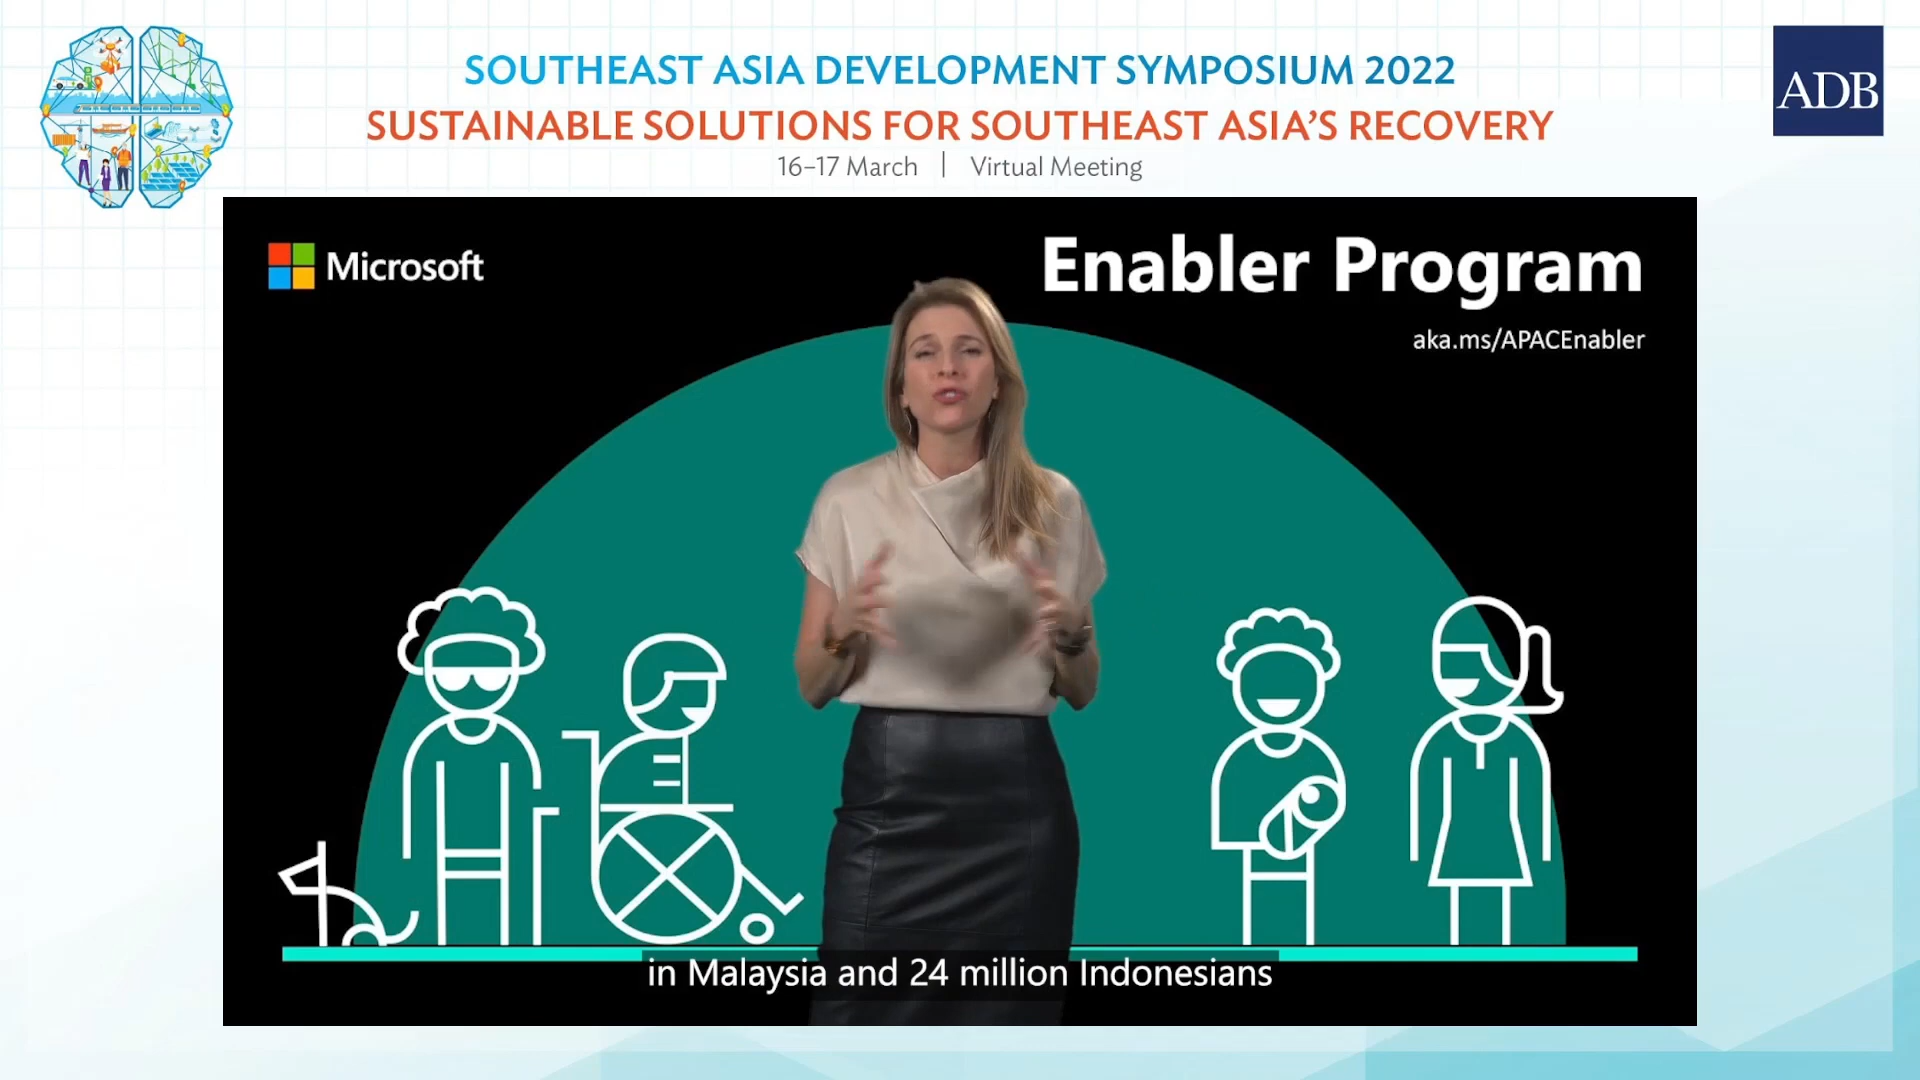 SOUTHEAST ASIA DEVELOPMENT SYMPOSIUM 2022
SUSTAINABLE SOLUTIONS FOR SOUTHEAST ASIA'S RECOVERY
16–17 March | Virtual Meeting
ADB
Microsoft
Enabler Program
aka.ms/APACEnabler
in Malaysia and 24 million Indonesians